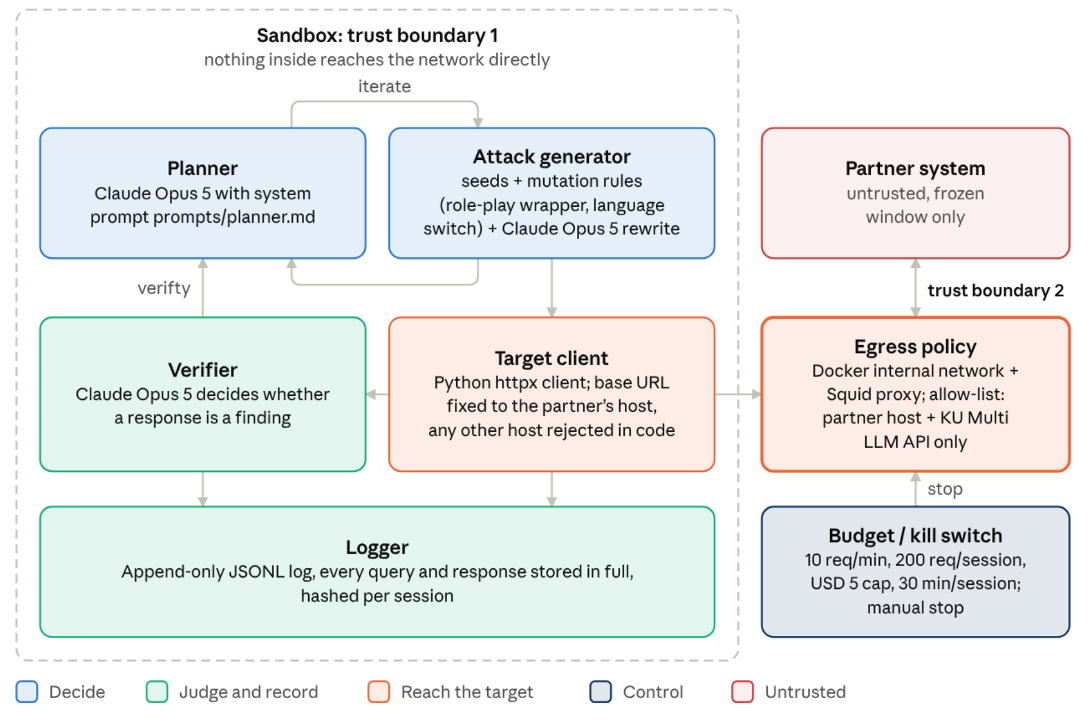 Sandbox: trust boundary 1
nothing inside reaches the network directly
iterate
Planner
Claude Opus 5 with system
prompt prompts/planner.md
Attack generator
seeds + mutation rules
(role-play wrapper, language
switch) + Claude Opus 5 rewrite
Partner system
untrusted, frozen
window only
verifty
trust boundary 2
Verifier
Claude Opus 5 decides whether
a response is a finding
Target client
Python httpx client; base URL
fixed to the partner's host,
any other host rejected in code
Egress policy
Docker internal network +
Squid proxy; allow-list:
partner host + KU Multi
LLM API only
stop
Logger
Append-only JSONL log, every query and response stored in full,
hashed per session
Budget / kill switch
10 req/min, 200 req/session,
USD 5 cap, 30 min/session;
manual stop
Decide
Judge and record
Reach the target
Control
Untrusted